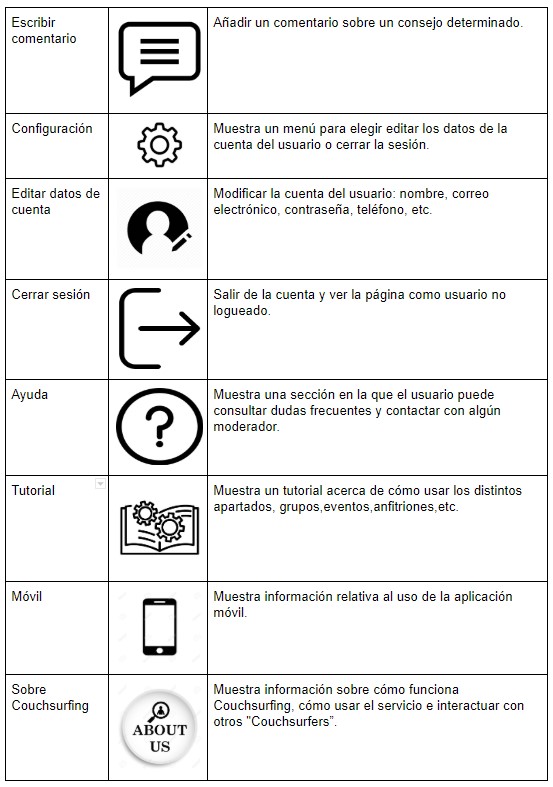 Escribir
comentario
Añadir un comentario sobre un consejo determinado.
Configuración
Muestra un menú para elegir editar los datos de la
cuenta del usuario o cerrar la sesión.
Editar datos de
cuenta
Modificar la cuenta del usuario: nombre, correo
electrónico, contraseña, teléfono, etc.
Cerrar sesión
Salir de la cuenta y ver la página como usuario no
logueado.
Ayuda
?
Muestra una sección en la que el usuario puede
consultar dudas frecuentes y contactar con algún
moderador.
Tutorial
Muestra un tutorial acerca de cómo usar los distintos
apartados, grupos,eventos,anfitriones,etc.
Móvil
Muestra información relativa al uso de la aplicación
móvil.
Sobre
Couchsurfing
ABOUT
US
Muestra información sobre cómo funciona
Couchsurfing, cómo usar el servicio e interactuar con
otros "Couchsurfers”.